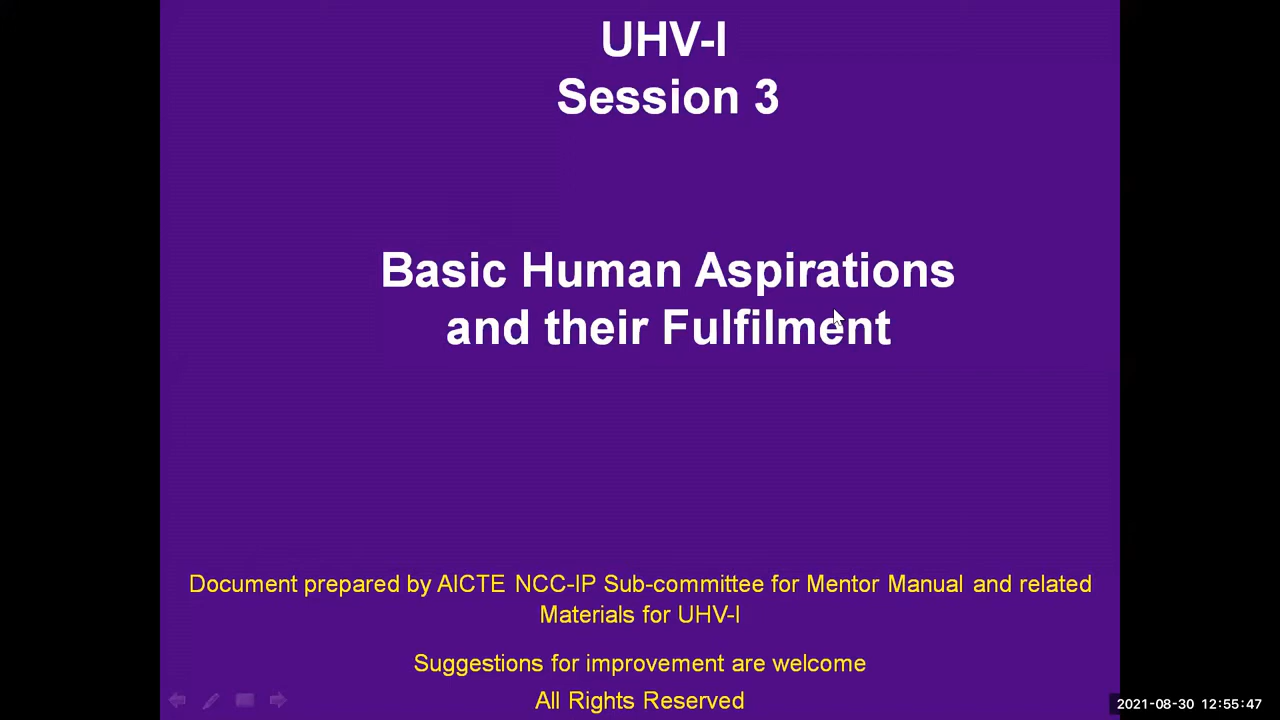 UHV-I
Session 3
Basic Human Aspirations
and their Fulfilment
Document prepared by AICTE NCC-IP Sub-committee for Mentor Manual and related
Materials for UHV-I
Suggestions for improvement are welcome
All Rights Reserved
2021-08-30 12:55:47